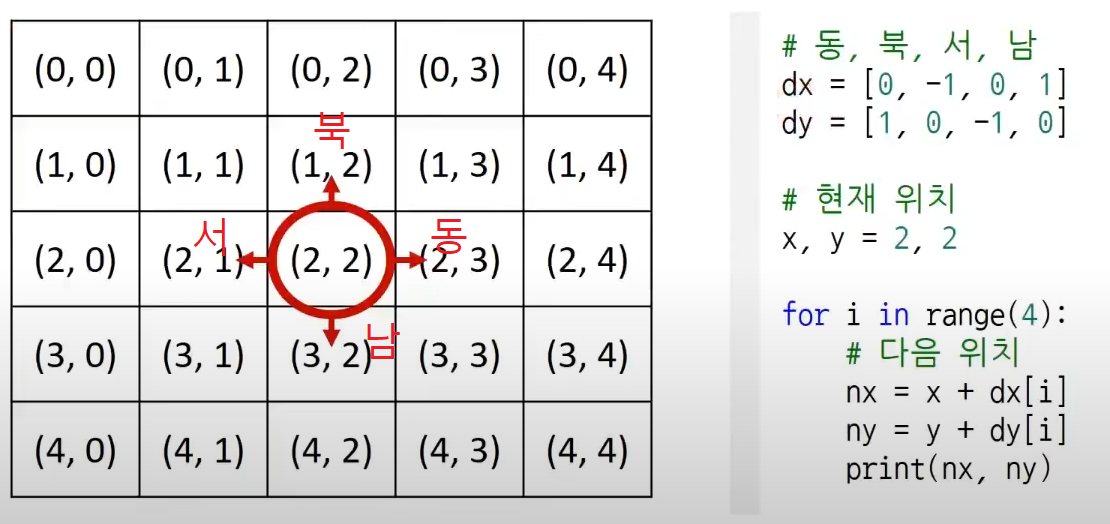 (0, 0) (0, 1) (0, 2) (0, 3) (0, 4)
북
(1, 0) (1, 1) (1, 2) (1, 3) (1, 4)
서 동
(2, 0) (2, 1) (2, 2) (2, 3) (2, 4)
남
(3, 0) (3, 1) (3, 2) (3, 3) (3, 4)
(4, 0) (4, 1) (4, 2) (4, 3) (4, 4)
# 동, 북, 서, 남
dx = [0, -1, 0, 1]
dy = [1, 0, -1, 0]
# 현재 위치
x, y = 2, 2
for i in range(4):
    # 다음 위치
    nx = x + dx[i]
    ny = y + dy[i]
    print(nx, ny)